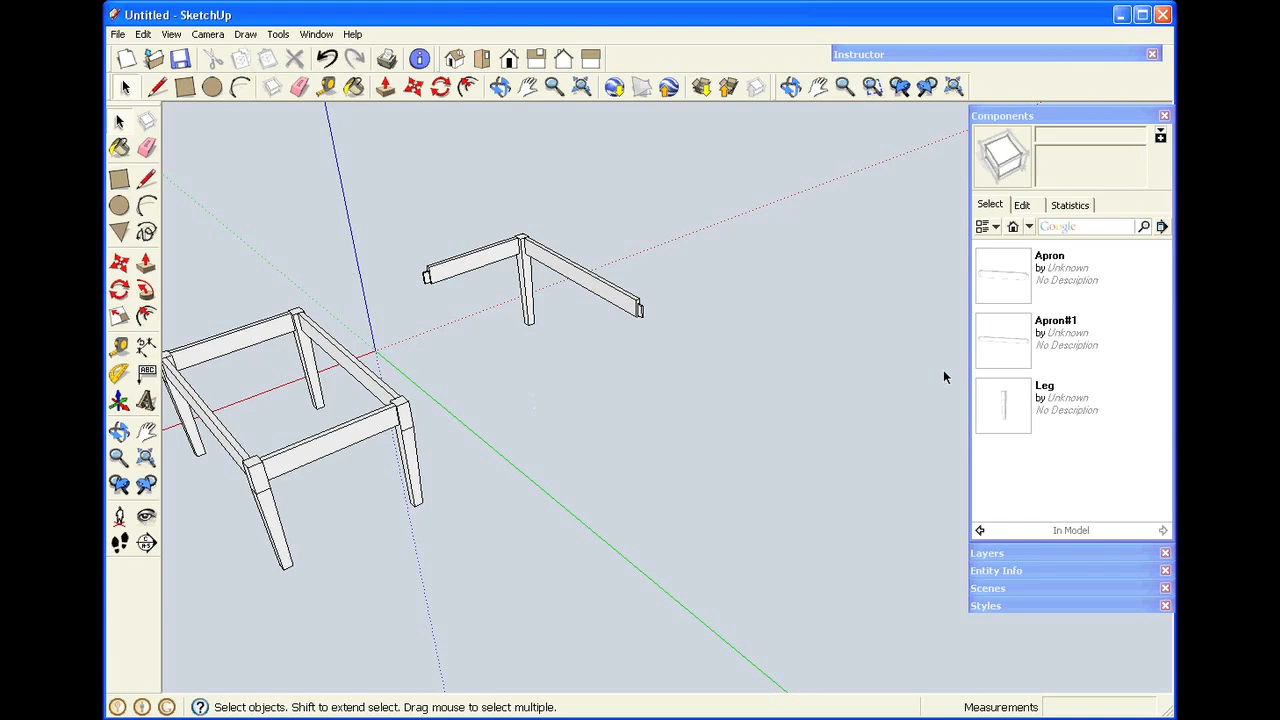 Untitled - SketchUp
File Edit View Camera Draw Tools Window Help
Instructor
Components
Select Edit Statistics
Google
Apron
by Unknown
No Description
Apron#1
by Unknown
No Description
Leg
by Unknown
No Description
In Model
Layers
Entity Info
Scenes
Styles
ABC
Select objects. Shift to extend select. Drag mouse to select multiple.
Measurements